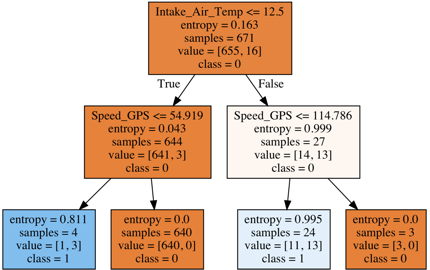 Intake_Air_Temp <= 12.5
entropy = 0.163
samples = 671
value = [655, 16]
class = 0
True
False
Speed_GPS <= 54.919
entropy = 0.043
samples = 644
value = [641, 3]
class = 0
Speed_GPS <= 114.786
entropy = 0.999
samples = 27
value = [14, 13]
class = 0
entropy = 0.811
samples = 4
value = [1, 3]
class = 1
entropy = 0.0
samples = 640
value = [640, 0]
class = 0
entropy = 0.995
samples = 24
value = [11, 13]
class = 1
entropy = 0.0
samples = 3
value = [3, 0]
class = 0